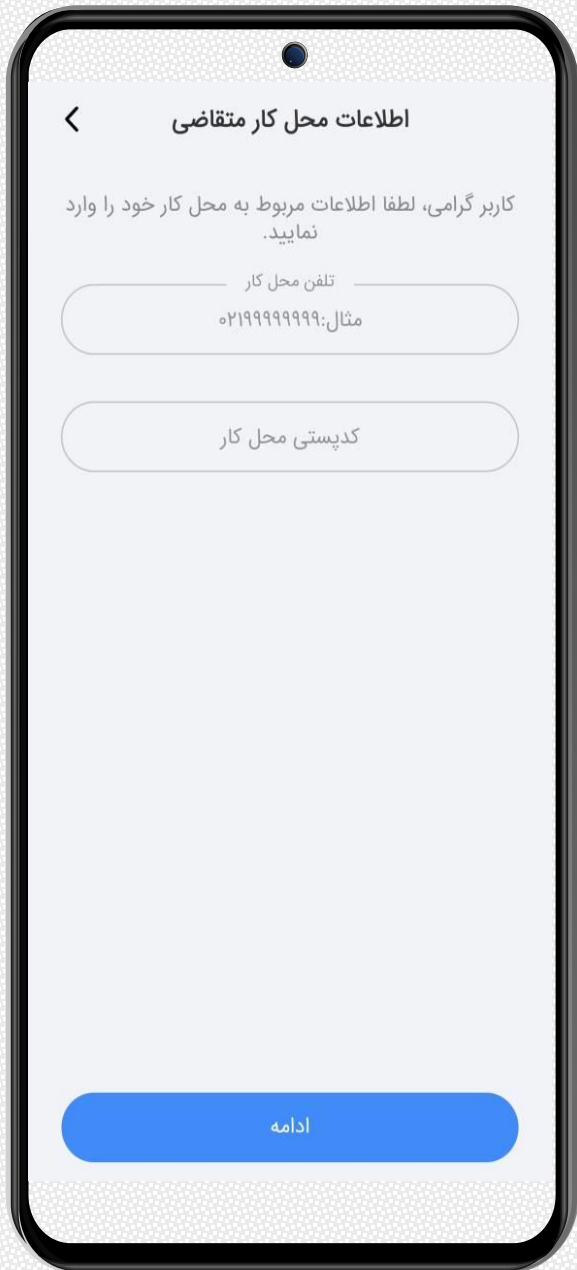 اطلاعات محل کار متقاضی
کاربر گرامی، لطفا اطلاعات مربوط به محل کار خود را وارد
نمایید.
تلفن محل کار
مثال:۰۲۱۹۹۹۹۹۹۹۹
کدپستی محل کار
ادامه